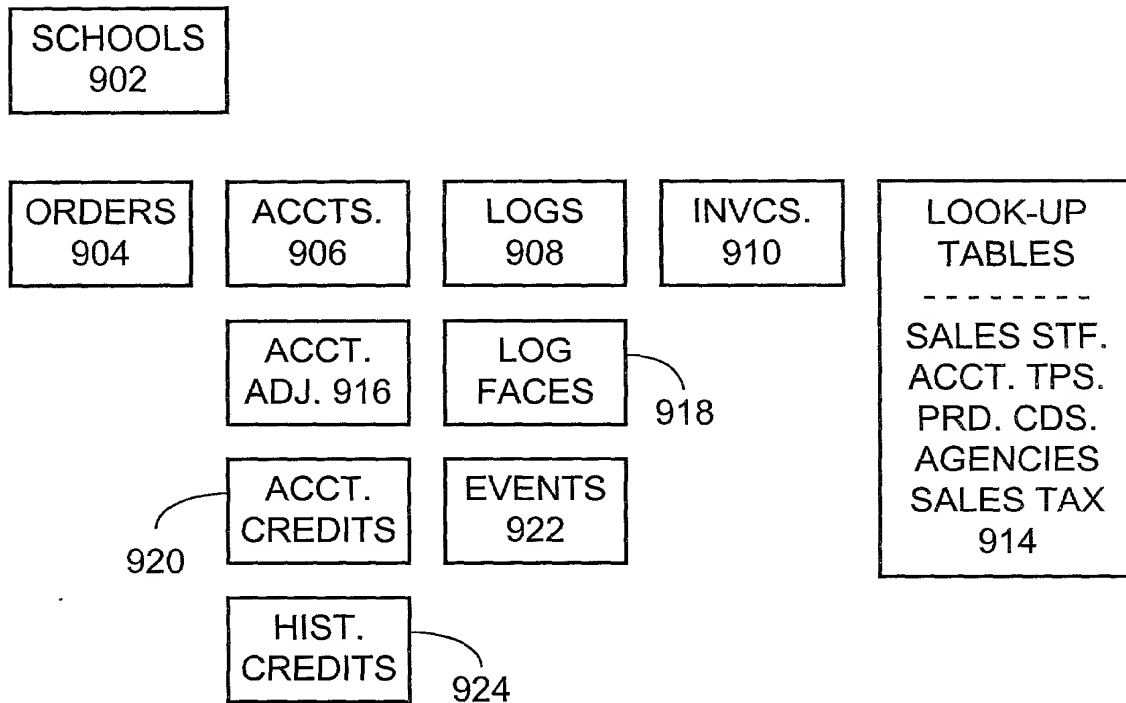 SCHOOLS
902
ORDERS
904
ACCTS.
906
LOGS
908
INVCS.
910
LOOK-UP
TABLES
--------
SALES STF.
ACCT. TPS.
PRD. CDS.
AGENCIES
SALES TAX
914
ACCT.
ADJ. 916
LOG
FACES
918
ACCT.
CREDITS
920
EVENTS
922
HIST.
CREDITS
924